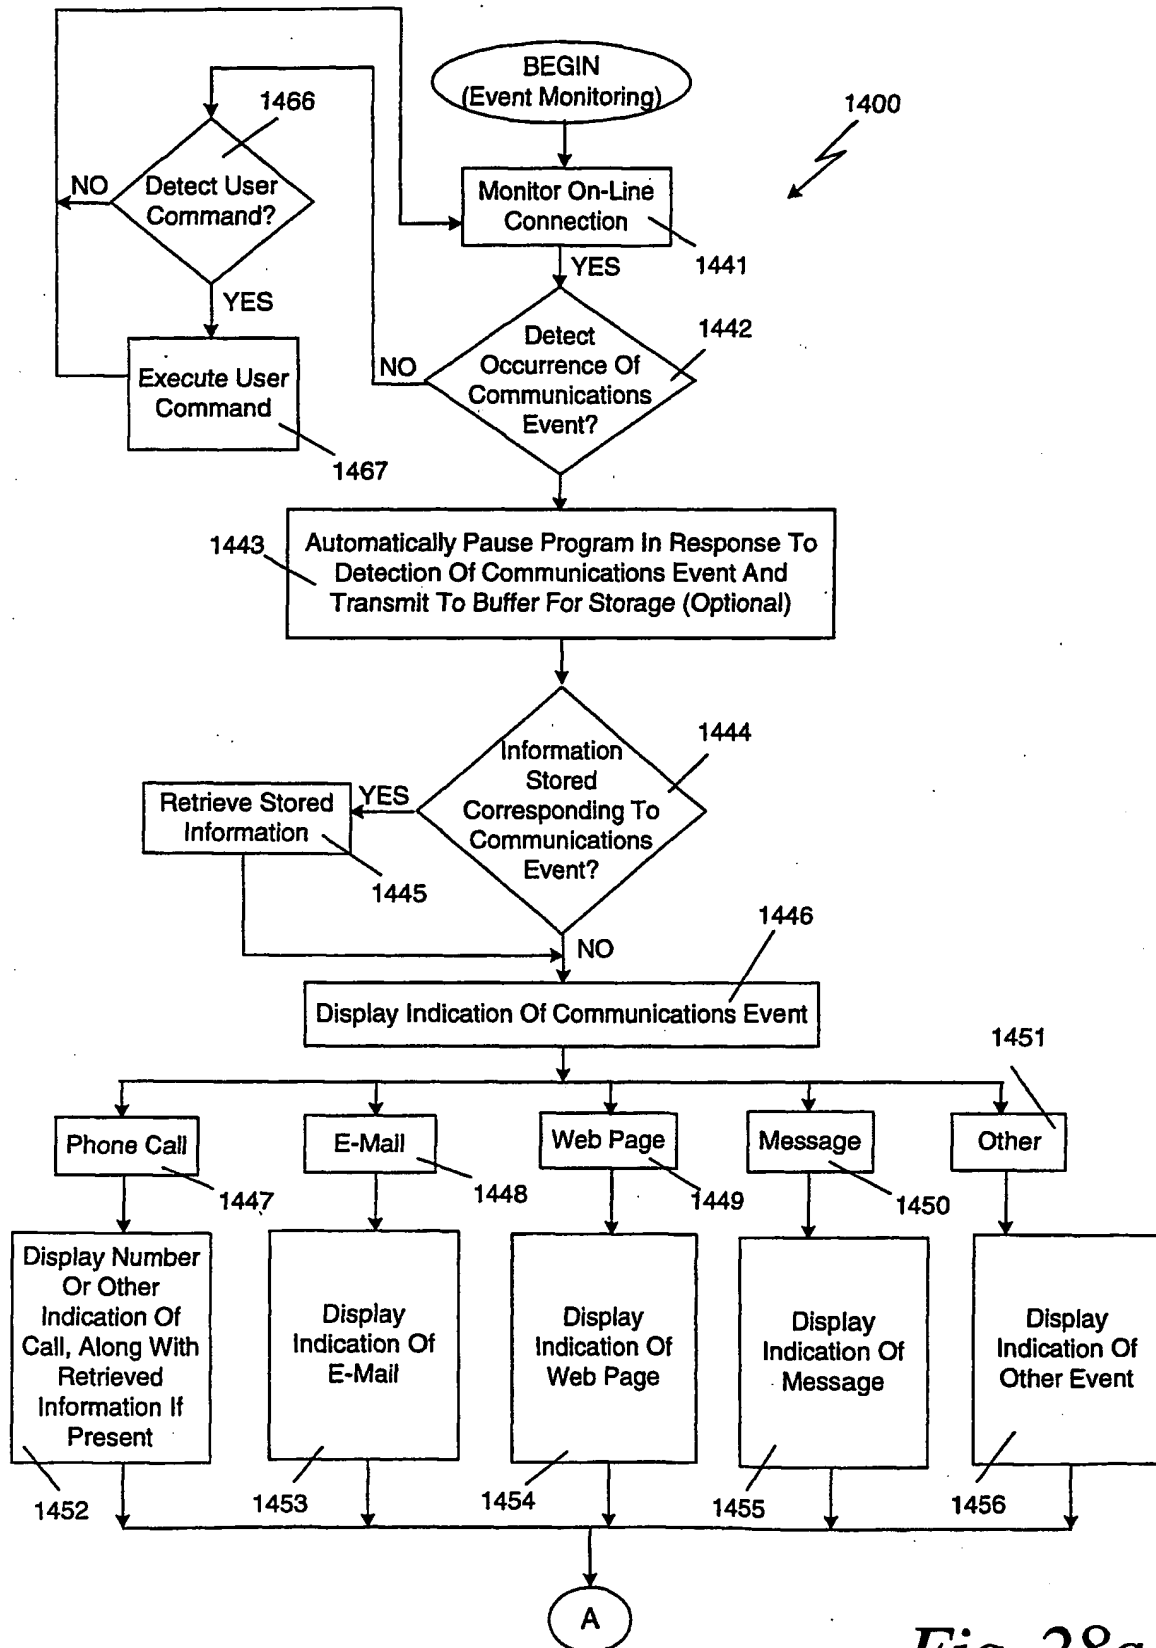 BEGIN
(Event Monitoring)
1400
1466
Detect User
Command?
NO
YES
Execute User
Command
1467
Monitor On-Line
Connection
1441
YES
Detect
Occurrence Of
Communications
Event?
1442
NO
1443
Automatically Pause Program In Response To
Detection Of Communications Event And
Transmit To Buffer For Storage (Optional)
Information
Stored
Corresponding To
Communications
Event?
1444
YES
Retrieve Stored
Information
1445
NO
1446
Display Indication Of Communications Event
1451
Phone Call
E-Mail
Web Page
Message
Other
1447
1448
1449
1450
Display Number
Or Other
Indication Of
Call, Along With
Retrieved
Information If
Present
Display
Indication Of
E-Mail
Display
Indication Of
Web Page
Display
Indication Of
Message
Display
Indication Of
Other Event
1452
1453
1454
1455
1456
A
Fig. 28a